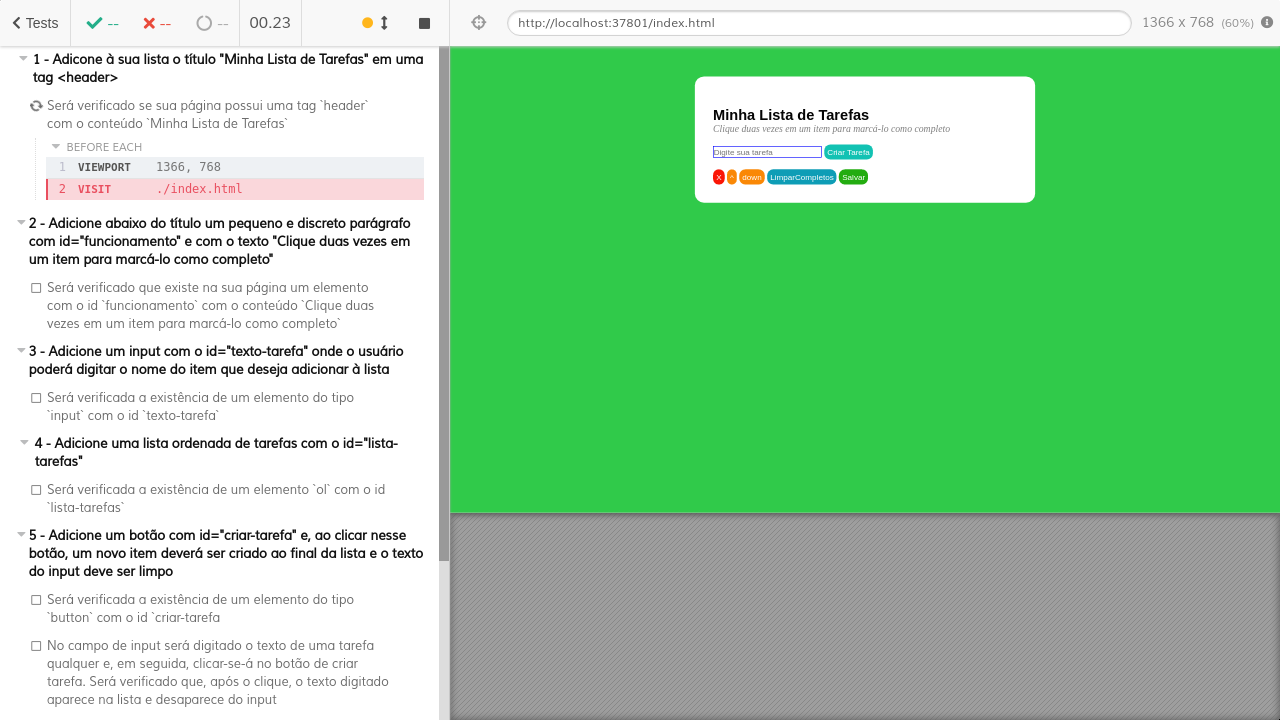 Tests -- -- -- 00.23
http://localhost:37801/index.html 1366 x 768 (60%)
1 - Adicone à sua lista o título "Minha Lista de Tarefas" em uma
tag <header>
Será verificado se sua página possui uma tag `header`
com o conteúdo `Minha Lista de Tarefas`
BEFORE EACH
1 VIEWPORT 1366, 768
2 VISIT ./index.html
2 - Adicione abaixo do título um pequeno e discreto parágrafo
com id="funcionamento" e com o texto "Clique duas vezes em
um item para marcá-lo como completo"
Será verificado que existe na sua página um elemento
com o id `funcionamento` com o conteúdo `Clique duas
vezes em um item para marcá-lo como completo`
3 - Adicione um input com o id="texto-tarefa" onde o usuário
poderá digitar o nome do item que deseja adicionar à lista
Será verificada a existência de um elemento do tipo
`input` com o id `texto-tarefa`
4 - Adicione uma lista ordenada de tarefas com o id="lista-
tarefas"
Será verificada a existência de um elemento `ol` com o id
`lista-tarefas`
5 - Adicione um botão com id="criar-tarefa" e, ao clicar nesse
botão, um novo item deverá ser criado ao final da lista e o texto
do input deve ser limpo
Será verificada a existência de um elemento do tipo
`button` com o id `criar-tarefa
No campo de input será digitado o texto de uma tarefa
qualquer e, em seguida, clicar-se-á no botão de criar
tarefa. Será verificado que, após o clique, o texto digitado
aparece na lista e desaparece do input
Minha Lista de Tarefas
Clique duas vezes em um item para marcá-lo como completo
Digite sua tarefa Criar Tarefa
X ^ down LimparCompletos Salvar